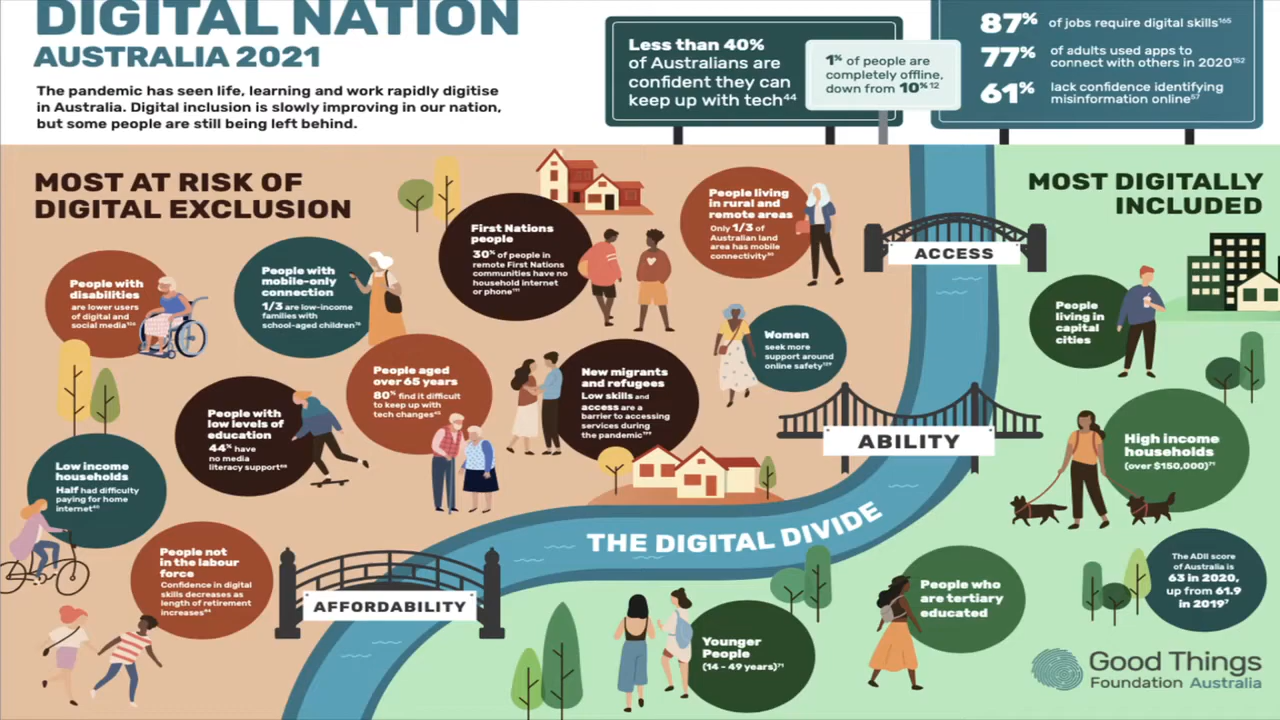 DIGITAL NATION
AUSTRALIA 2021
The pandemic has seen life, learning and work rapidly digitise
in Australia. Digital inclusion is slowly improving in our nation,
but some people are still being left behind.
Less than 40%
of Australians are
confident they can
keep up with tech44
1% of people are
completely offline,
down from 10% 12
87% of jobs require digital skills165
77% of adults used apps to
connect with others in 2020152
61% lack confidence identifying
misinformation online57
MOST AT RISK OF
DIGITAL EXCLUSION
People with
disabilities
are lower users
of digital and
social media
People with
mobile-only
connection
1/3 are low-income
families with
school-aged children
First Nations
people
30% of people in
remote First Nations
communities have no
household internet
or phone
People living
in rural and
remote areas
Only 1/3 of
Australian land
area has mobile
connectivity
Women
seek more
support around
online safety
People aged
over 65 years
80% find it difficult
to keep up with
tech changes
New migrants
and refugees
Low skills and
access are a
barrier to accessing
services during
the pandemic
People with
low levels of
education
44% have
no media
literacy support
Low income
households
Half had difficulty
paying for home
internet
People not
in the labour
force
Confidence in digital
skills decreases as
length of retirement
increases
ACCESS
ABILITY
AFFORDABILITY
THE DIGITAL DIVIDE
MOST DIGITALLY
INCLUDED
People
living in
capital
cities
High income
households
(over $150,000)71
The ADII score
of Australia is
63 in 2020,
up from 61.9
in 20197
People who
are tertiary
educated
Younger
People
(14 - 49 years)71
Good Things
Foundation Australia